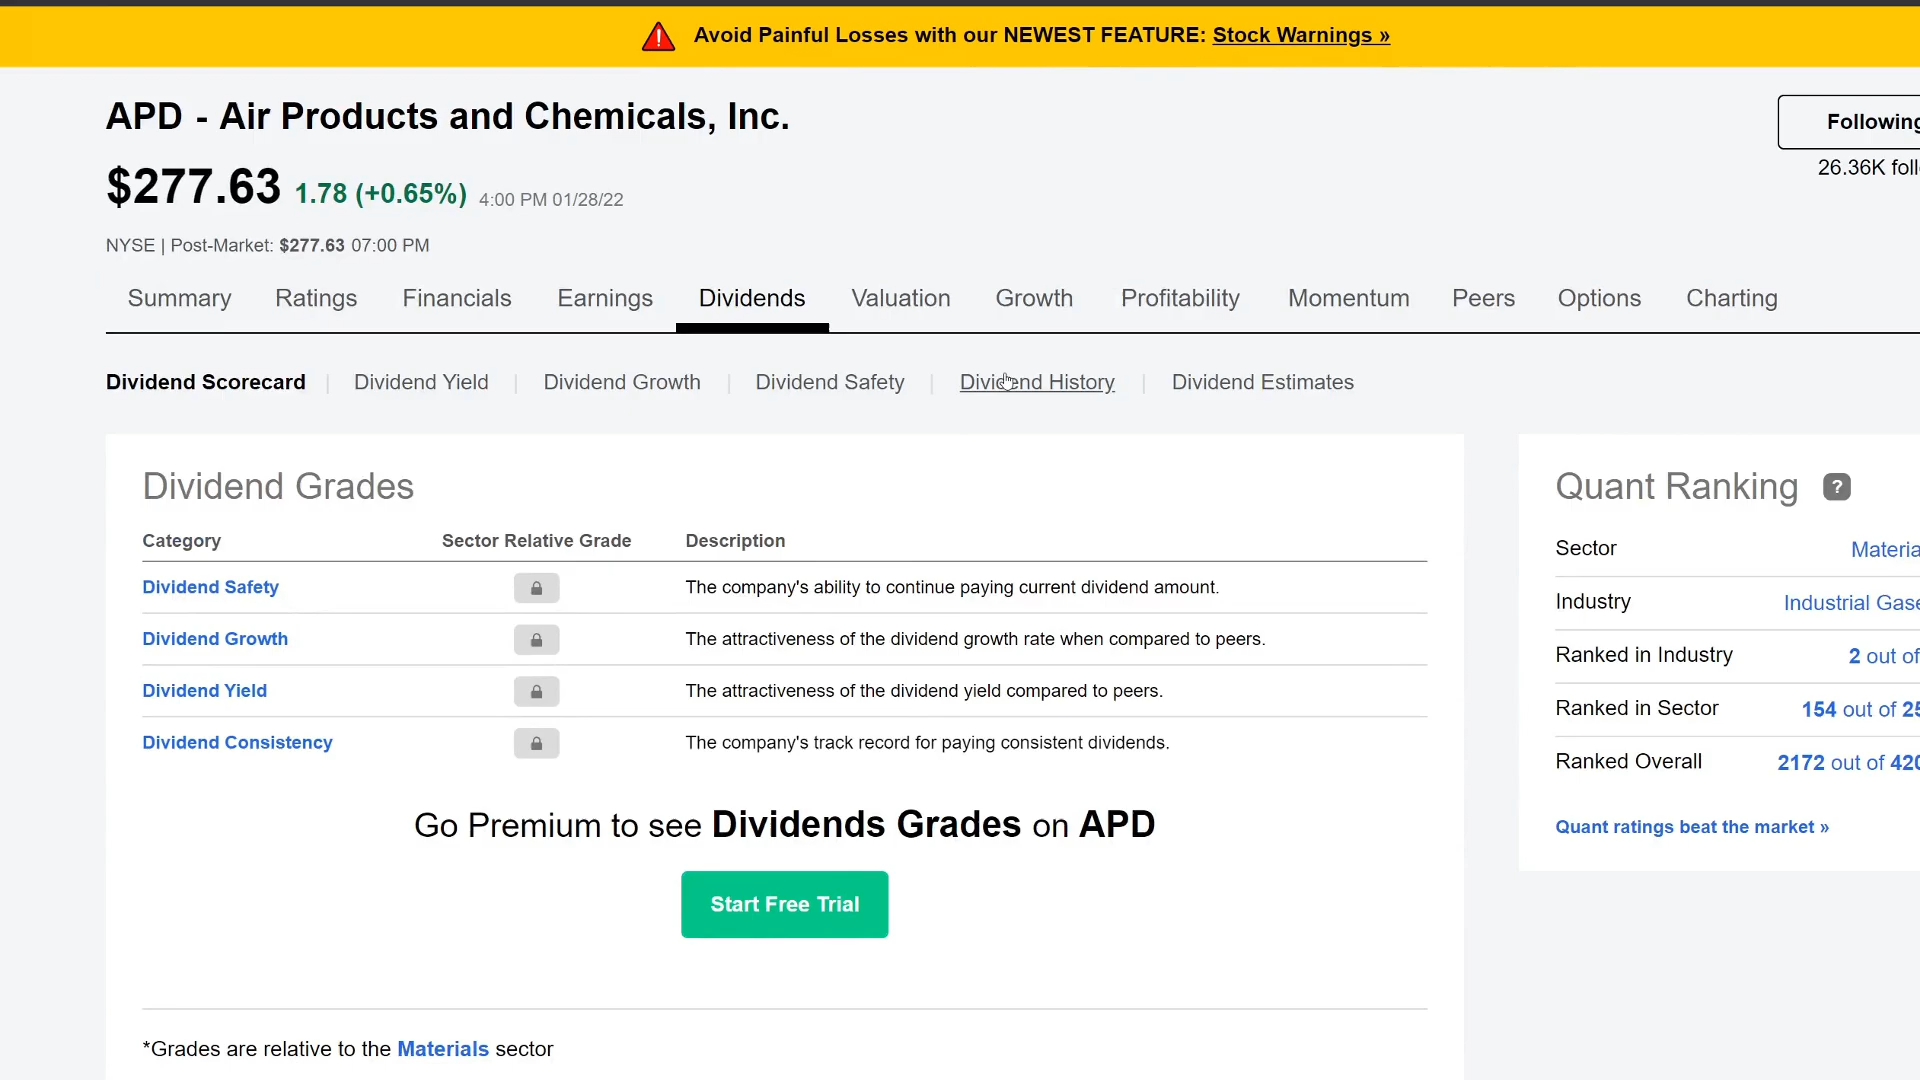 Avoid Painful Losses with our NEWEST FEATURE: Stock Warnings »
APD - Air Products and Chemicals, Inc.
Following
26.36K foll
$277.63 1.78 (+0.65%) 4:00 PM 01/28/22
NYSE | Post-Market: $277.63 07:00 PM
Summary Ratings Financials Earnings Dividends Valuation Growth Profitability Momentum Peers Options Charting
Dividend Scorecard | Dividend Yield | Dividend Growth | Dividend Safety | Dividend History | Dividend Estimates
Dividend Grades
Category Sector Relative Grade Description
Dividend Safety The company's ability to continue paying current dividend amount.
Dividend Growth The attractiveness of the dividend growth rate when compared to peers.
Dividend Yield The attractiveness of the dividend yield compared to peers.
Dividend Consistency The company's track record for paying consistent dividends.
Go Premium to see Dividends Grades on APD
Start Free Trial
*Grades are relative to the Materials sector
Quant Ranking ?
Sector Materia
Industry Industrial Gase
Ranked in Industry 2 out of
Ranked in Sector 154 out of 25
Ranked Overall 2172 out of 420
Quant ratings beat the market »